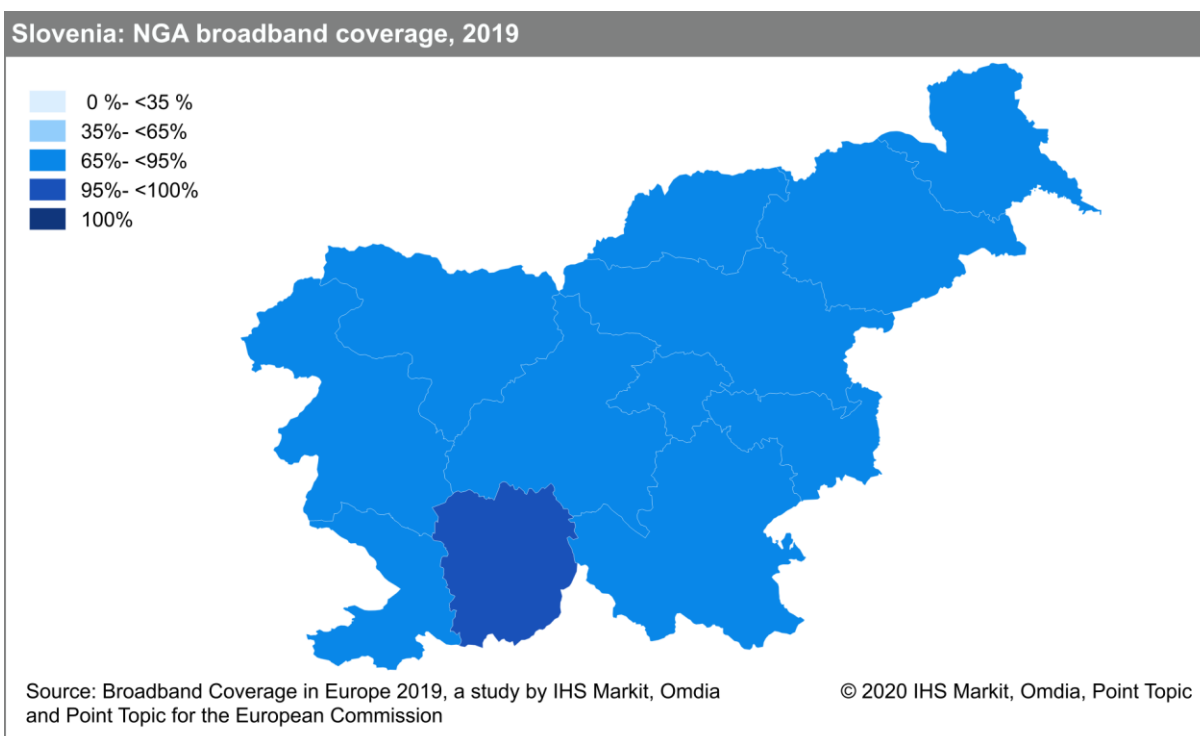 Slovenia: NGA broadband coverage, 2019
0 %- <35 %
35%- <65%
65%- <95%
95%- <100%
100%
Source: Broadband Coverage in Europe 2019, a study by IHS Markit, Omdia
and Point Topic for the European Commission
© 2020 IHS Markit, Omdia, Point Topic